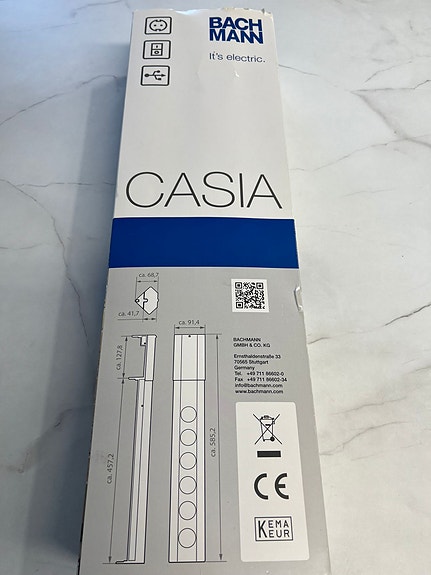 BACH
MANN
It's electric.
CASIA
ca. 68,7
ca. 41,7
ca. 91,4
ca. 127,8
ca. 457,2
ca. 585,2
BACHMANN
GMBH & CO. KG
Ernsthaldenstraße 33
70565 Stuttgart
Germany
Tel. +49 711 86602-0
Fax +49 711 86602-34
info@bachmann.com
www.bachmann.com
CE
KEMA
KEUR